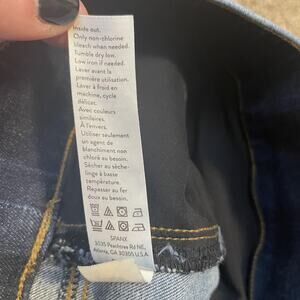 inside out.
Only non-chlorine
bleach when needed.
Tumble dry low.
Low iron if needed.
Laver avant la
première utilisation.
Laver à froid en
machine, cycle
délicat.
Avec couleurs
similaires.
À l'envers.
Utiliser seulement
un agent de
blanchiment non
chloré au besoin.
Sécher au sèche-
linge à basse
température.
Repasser au fer
doux au besoin.
SPANX
3035 Peachtree Rd NE,
Atlanta, GA 30305 U.S.A.